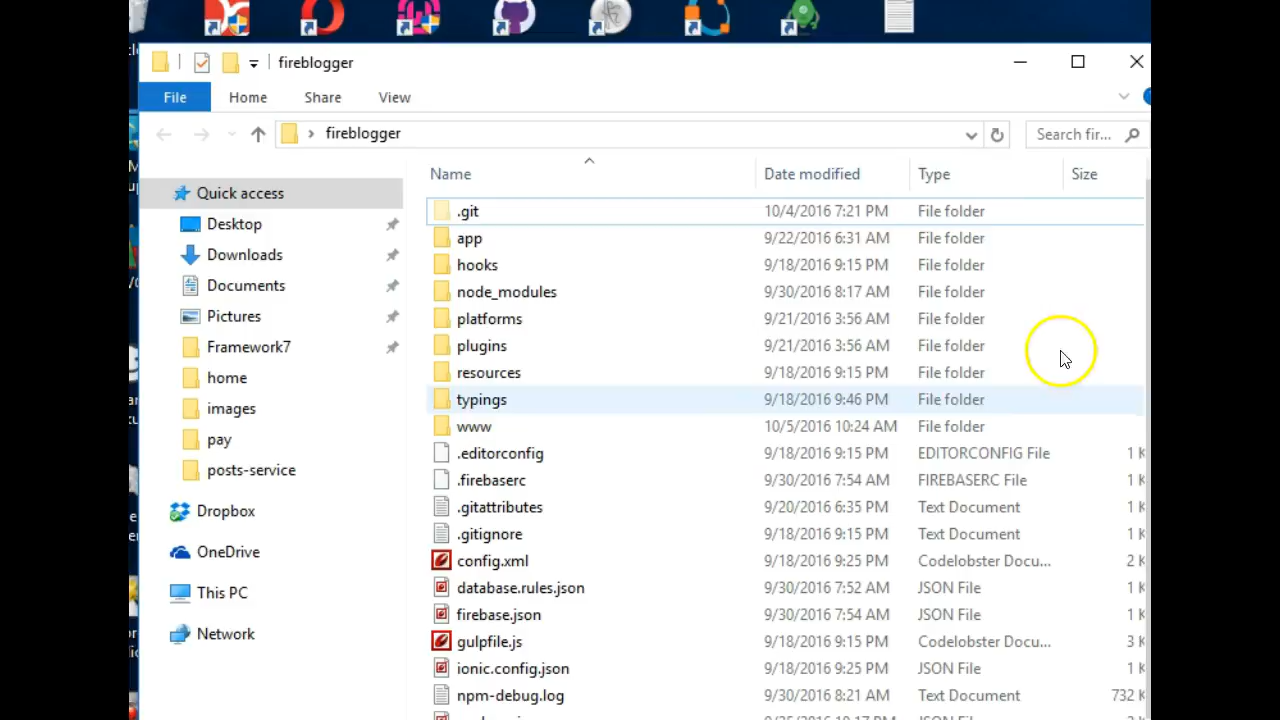 fireblogger
File Home Share View
fireblogger
Search fir...
Name Date modified Type Size
Quick access
Desktop
Downloads
Documents
Pictures
Framework7
home
images
pay
posts-service
Dropbox
OneDrive
This PC
Network
.git 10/4/2016 7:21 PM File folder
app 9/22/2016 6:31 AM File folder
hooks 9/18/2016 9:15 PM File folder
node_modules 9/30/2016 8:17 AM File folder
platforms 9/21/2016 3:56 AM File folder
plugins 9/21/2016 3:56 AM File folder
resources 9/18/2016 9:15 PM File folder
typings 9/18/2016 9:46 PM File folder
www 10/5/2016 10:24 AM File folder
.editorconfig 9/18/2016 9:15 PM EDITORCONFIG File 1 K
.firebaserc 9/30/2016 7:54 AM FIREBASERC File 1 K
.gitattributes 9/20/2016 6:35 PM Text Document 1 K
.gitignore 9/18/2016 9:15 PM Text Document 1 K
config.xml 9/18/2016 9:25 PM Codelobster Docu... 2 K
database.rules.json 9/30/2016 7:52 AM JSON File 1 K
firebase.json 9/30/2016 7:54 AM JSON File 1 K
gulpfile.js 9/18/2016 9:15 PM Codelobster Docu... 3 K
ionic.config.json 9/18/2016 9:25 PM JSON File 1 K
npm-debug.log 9/30/2016 8:21 AM Text Document 732 K